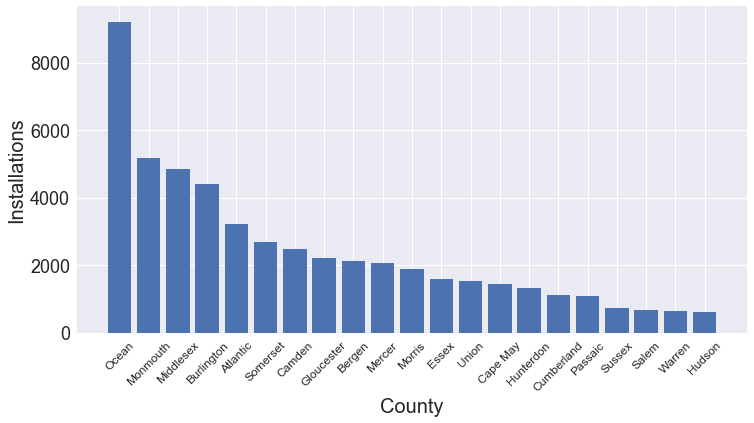 8000
6000
4000
2000
0
Installations
Ocean
Monmouth
Middlesex
Burlington
Atlantic
Somerset
Camden
Gloucester
Bergen
Mercer
Morris
Essex
Union
Cape May
Hunterdon
Cumberland
Passaic
Sussex
Salem
Warren
Hudson
County